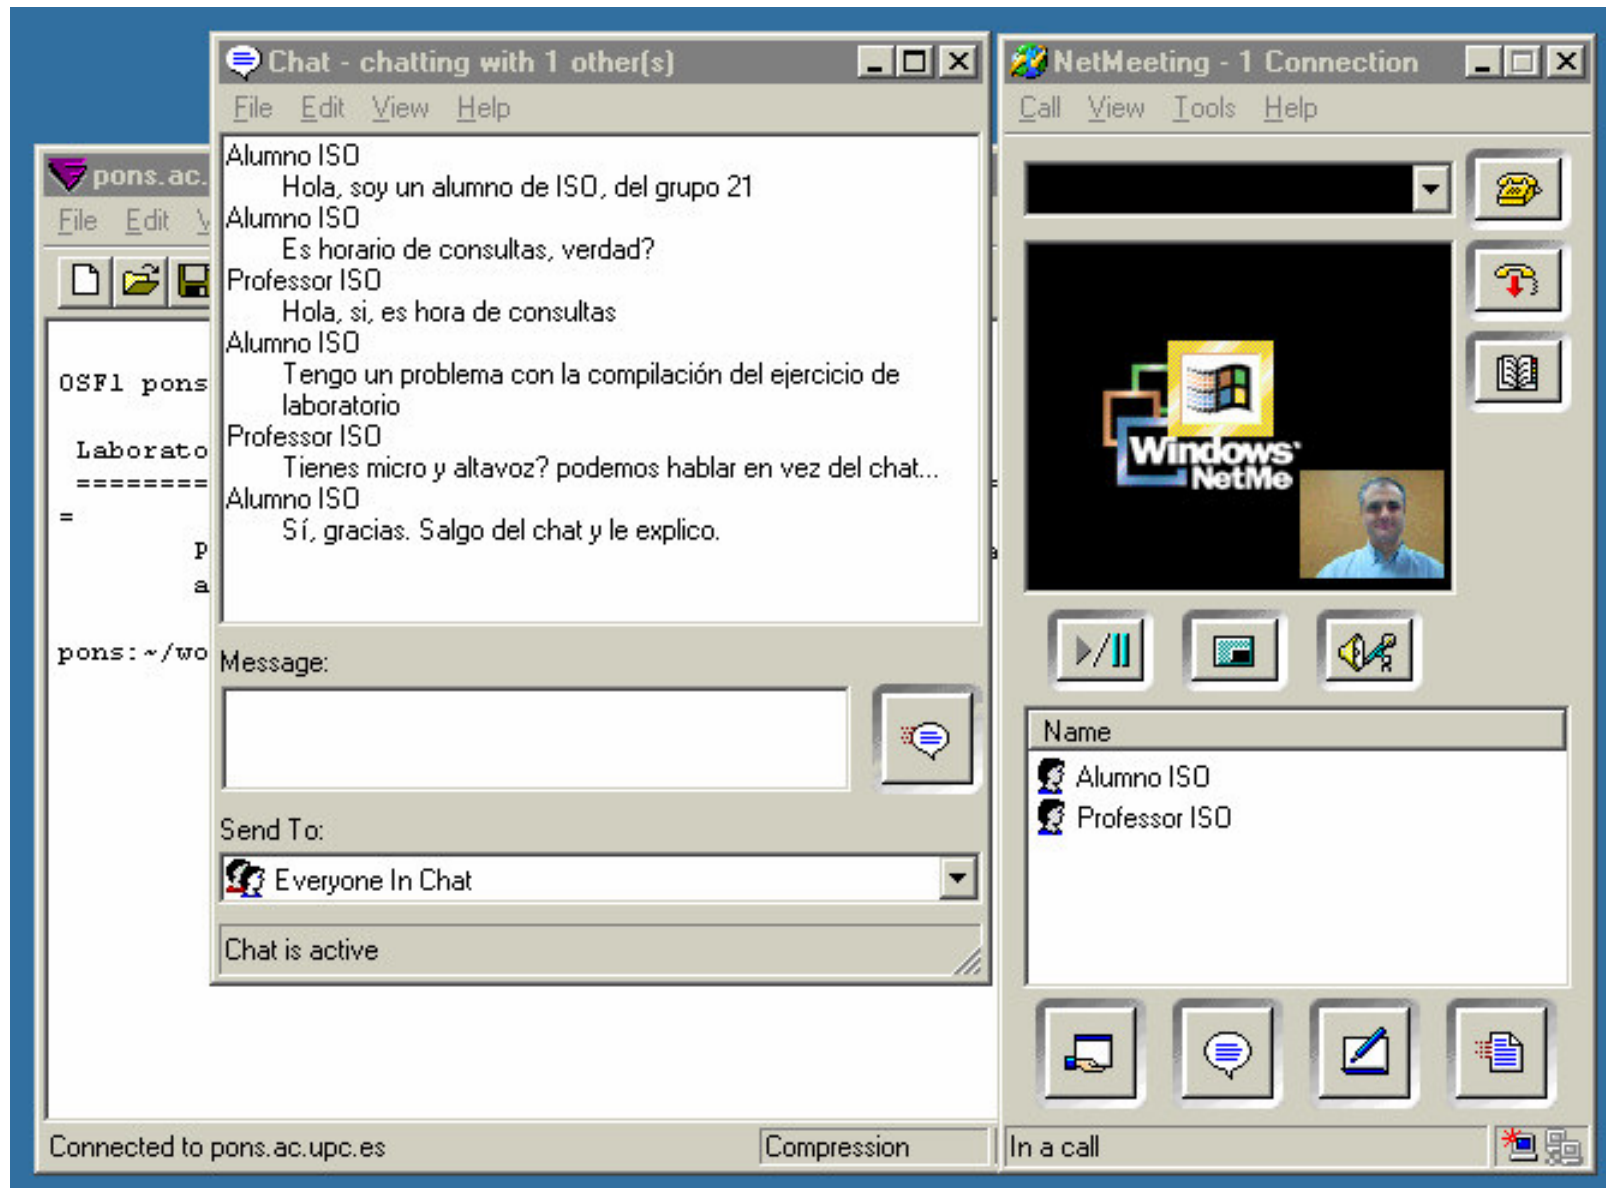 Chat - chatting with 1 other(s)
File Edit View Help
Alumno ISO
Hola, soy un alumno de ISO, del grupo 21
Alumno ISO
Es horario de consultas, verdad?
Professor ISO
Hola, si, es hora de consultas
Alumno ISO
Tengo un problema con la compilación del ejercicio de
laboratorio
Professor ISO
Tienes micro y altavoz? podemos hablar en vez del chat...
Alumno ISO
Sí, gracias. Salgo del chat y le explico.
Message:
Send To:
Everyone In Chat
Chat is active
NetMeeting - 1 Connection
Call View Tools Help
Windows
NetMe
Name
Alumno ISO
Professor ISO
In a call
pons.ac.
File Edit V
OSF1 pons
Laborato
=========
=
p
a
pons:~/wo
Connected to pons.ac.upc.es
Compression